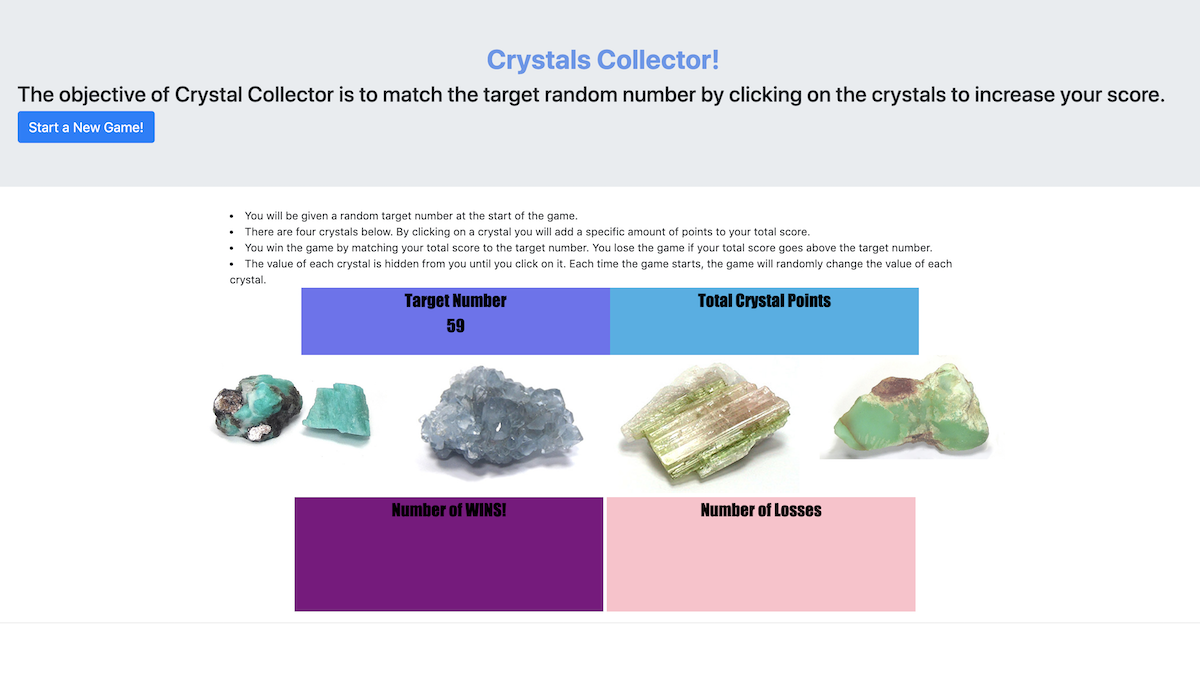 Crystals Collector!
The objective of Crystal Collector is to match the target random number by clicking on the crystals to increase your score.
Start a New Game!
• You will be given a random target number at the start of the game.
• There are four crystals below. By clicking on a crystal you will add a specific amount of points to your total score.
• You win the game by matching your total score to the target number. You lose the game if your total score goes above the target number.
• The value of each crystal is hidden from you until you click on it. Each time the game starts, the game will randomly change the value of each
crystal.
Target Number
59
Total Crystal Points
Number of WINS!
Number of Losses